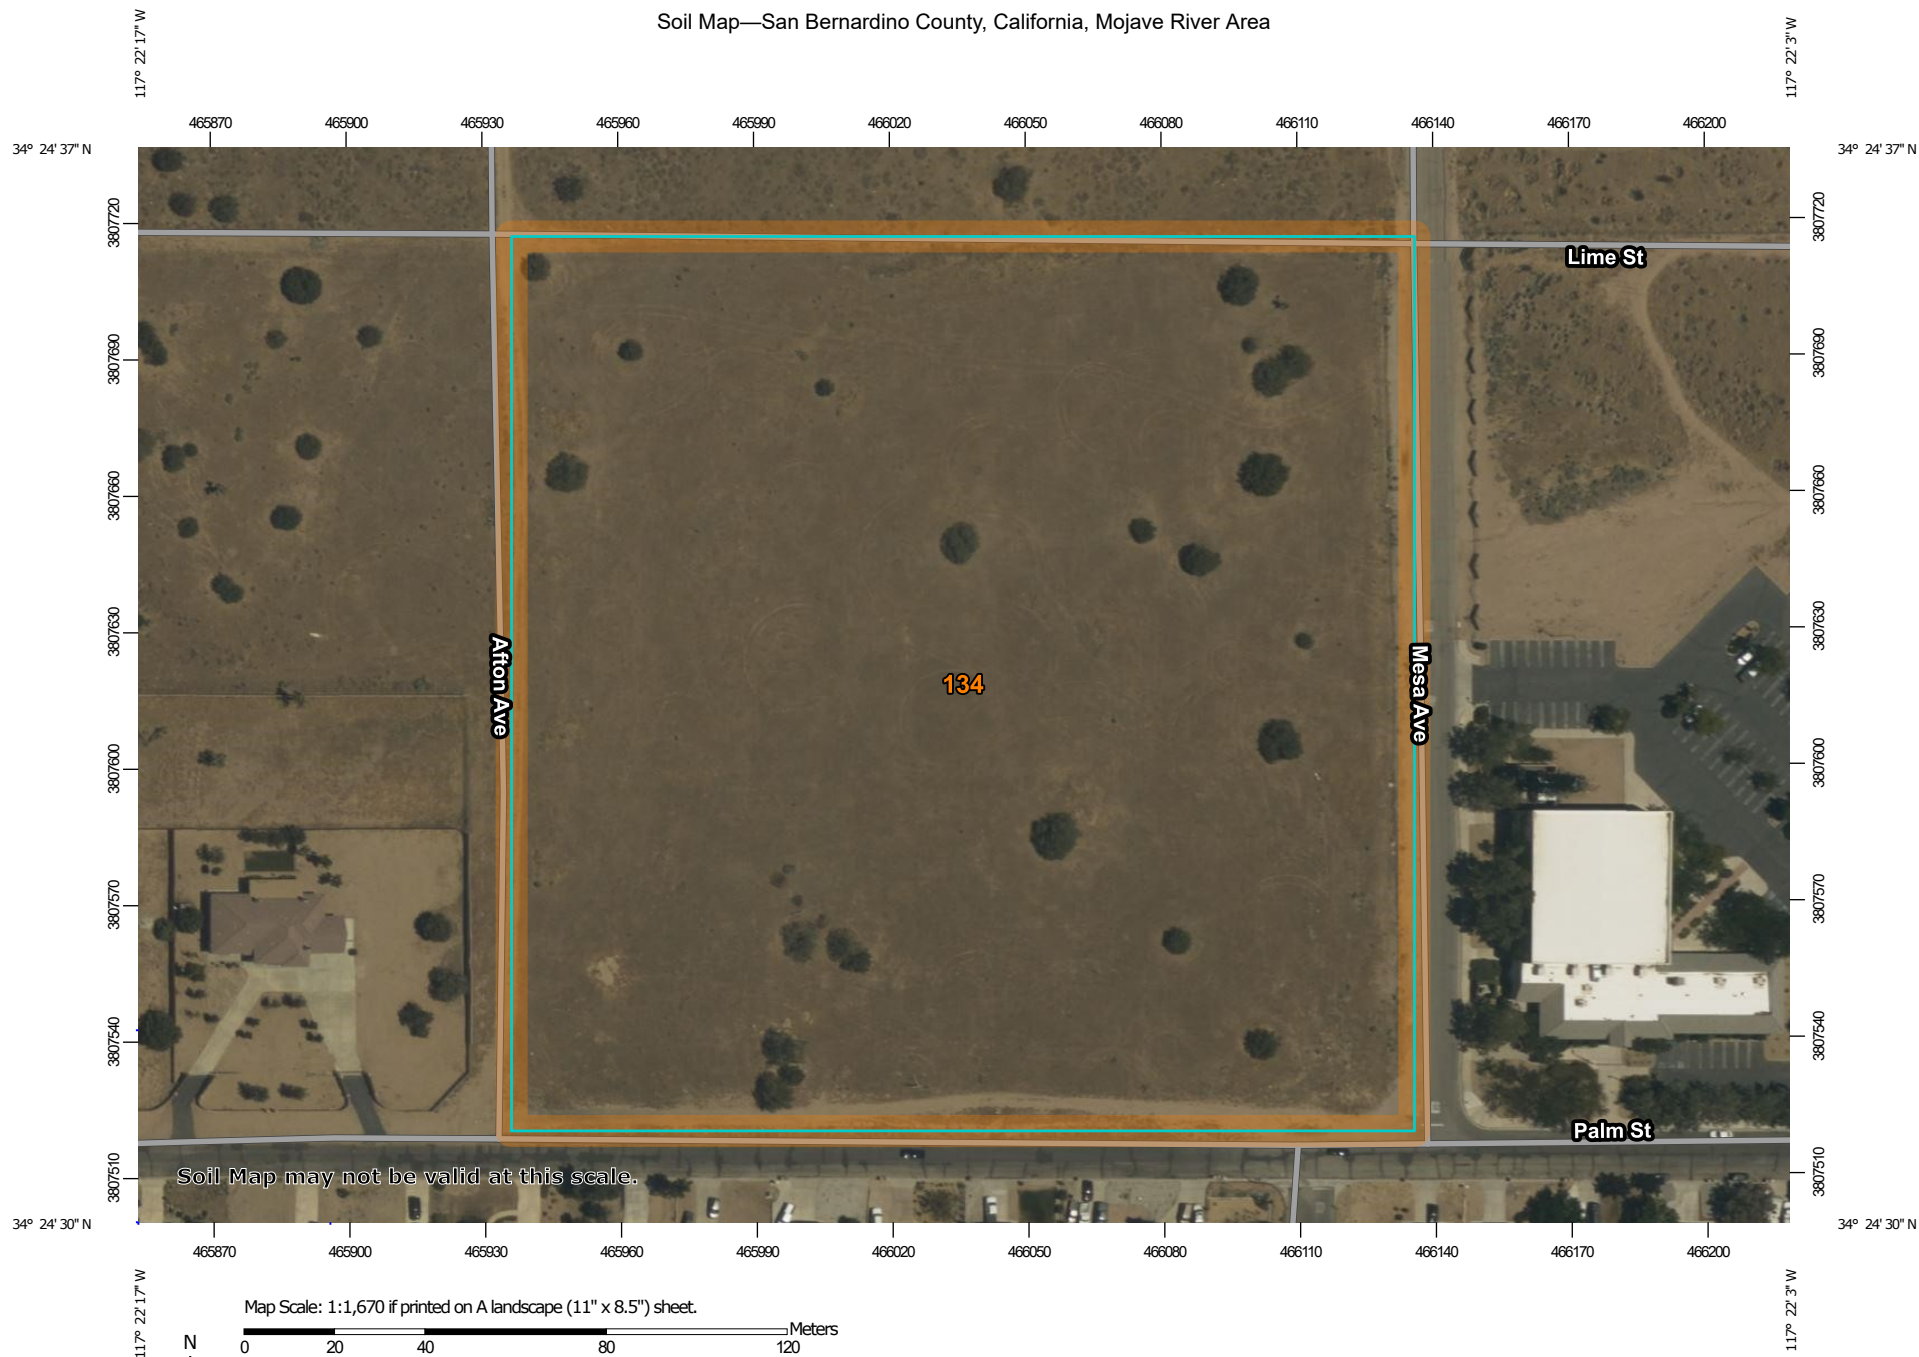 Soil Map—San Bernardino County, California, Mojave River Area
117° 22' 17" W
117° 22' 3" W
465870 465900 465930 465960 465990 466020 466050 466080 466110 466140 466170 466200
34° 24' 37" N
34° 24' 37" N
3807720
3807720
Lime St
3807690
3807690
3807660
3807660
3807630
3807630
Afton Ave
134
Mesa Ave
3807600
3807600
3807570
3807570
3807540
3807540
Palm St
3807510
Soil Map may not be valid at this scale.
3807510
34° 24' 30" N
34° 24' 30" N
465870 465900 465930 465960 465990 466020 466050 466080 466110 466140 466170 466200
117° 22' 17" W
117° 22' 3" W
Map Scale: 1:1,670 if printed on A landscape (11" x 8.5") sheet.
Meters
N
0 20 40 80 120